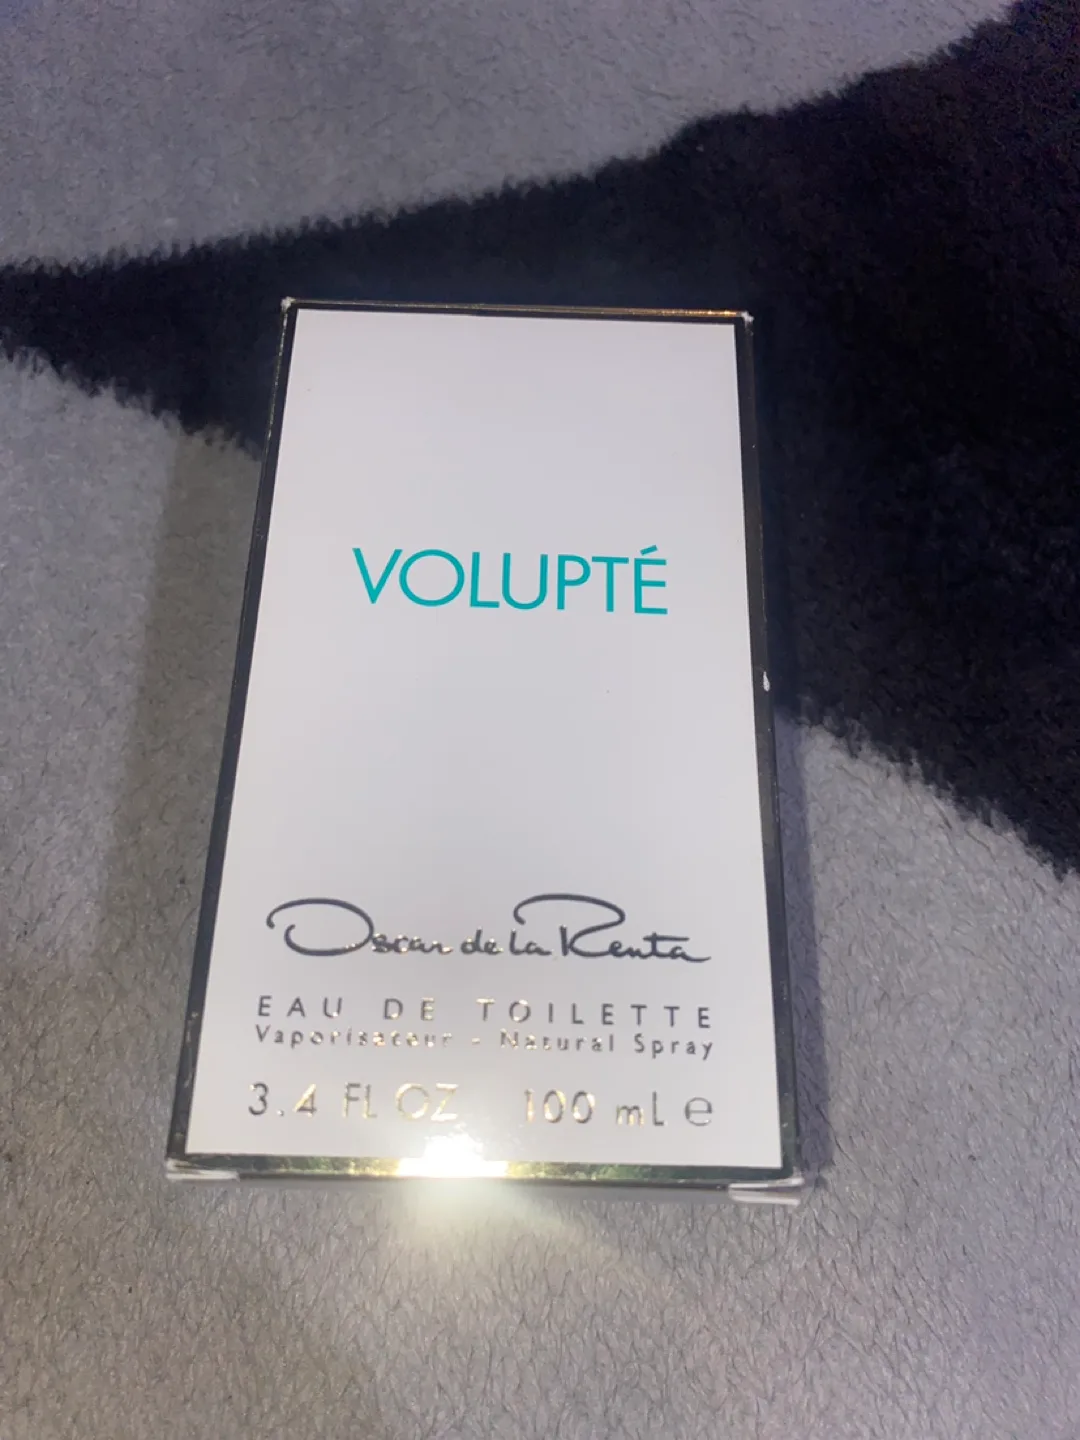 VOLUPTÉ
Oscar de la Renta
EAU DE TOILETTE
Vaporisateur - Natural Spray
3.4 FL OZ 100 mL e